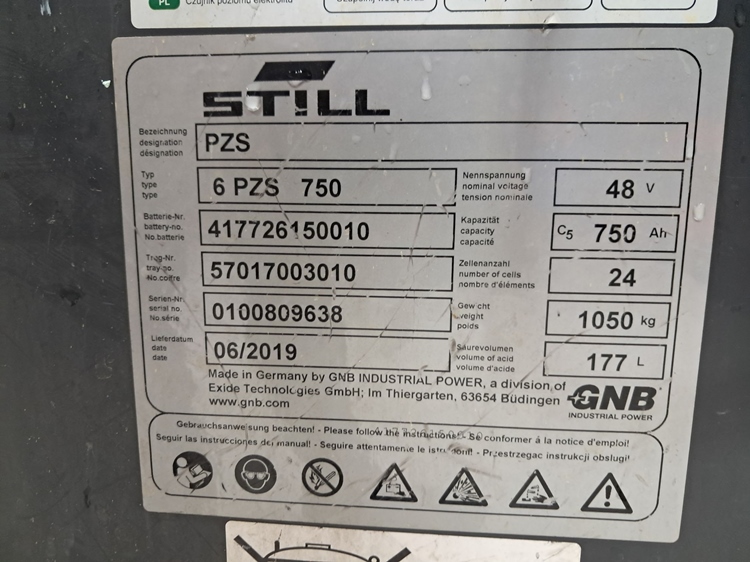 PL Czujnik poziomu elektrolitu
STILL
Bezeichnung
designation
désignation
PZS
Typ
type
type
6 PZS 750
Nennspannung
nominal voltage
tension nominale
48 V
Batterie-Nr.
battery-no.
No.batterie
417726150010
Kapazität
capacity
capacité
C5 750 Ah
Trog-Nr.
tray-no.
No.coffre
57017003010
Zellenanzahl
number of cells
nombre d'éléments
24
Serien-Nr.
serial no.
No.série
0100809638
Gewicht
weight
poids
1050 kg
Lieferdatum
date
date
06/2019
Säurevolumen
volume of acid
volume d'acide
177 L
Made in Germany by GNB INDUSTRIAL POWER, a division of
Exide Technologies GmbH; Im Thiergarten, 63654 Büdingen
www.gnb.com
GNB
INDUSTRIAL POWER
Gebrauchsanweisung beachten! - Please follow the instructions! - Se conformer à la notice d'emploi!
Seguir las instrucciones del manual! - Seguire attentamente le istruzioni! - Przestrzegac instrukcji obslugi!